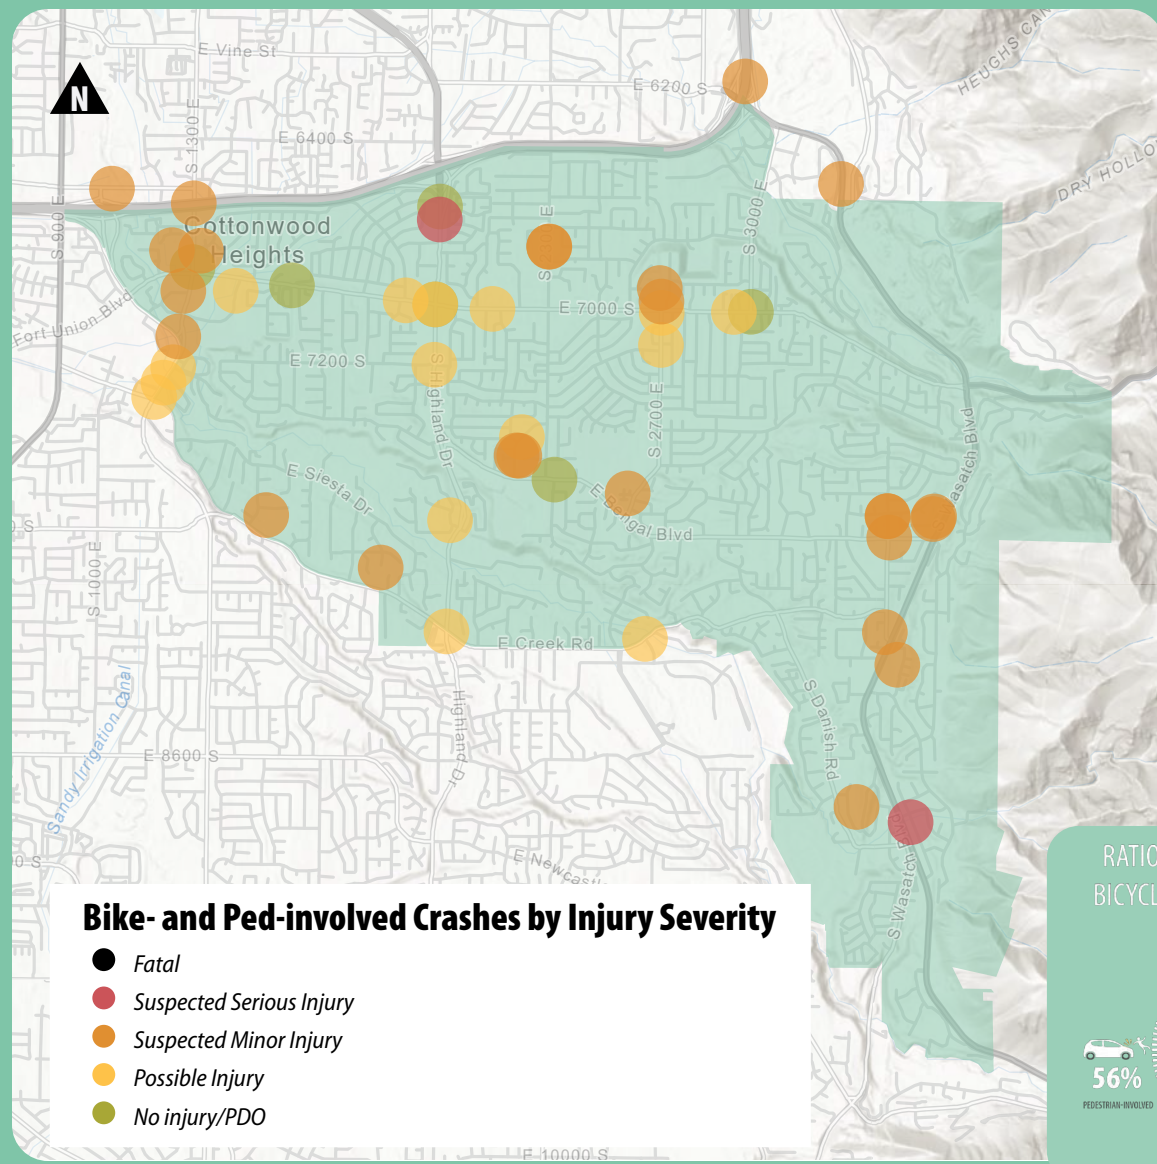 E Vine St
E 6200 S
HEUGHS CAN
N
S 1300 E
E 6400 S
DRY HOLLO
S 900 E
Cottonwood
Heights
S 3000 E
E
S
Fort Union Blvd
E 7000 S
E 7200 S
S Highland Dr
S 2700 E
Wasatch Blvd
E Siesta Dr
E Bengal Blvd
S
S 1000 E
E Creek Rd
Sandy Irrigation Canal
Highland Dr
S Danish Rd
E 8600 S
0 S
E Newcastl
S Wasatch Blvd
RATIO
BICYCL
Bike- and Ped-involved Crashes by Injury Severity
Fatal
Suspected Serious Injury
Suspected Minor Injury
Possible Injury
No injury/PDO
56%
PEDESTRIAN-INVOLVED
E 10000 S